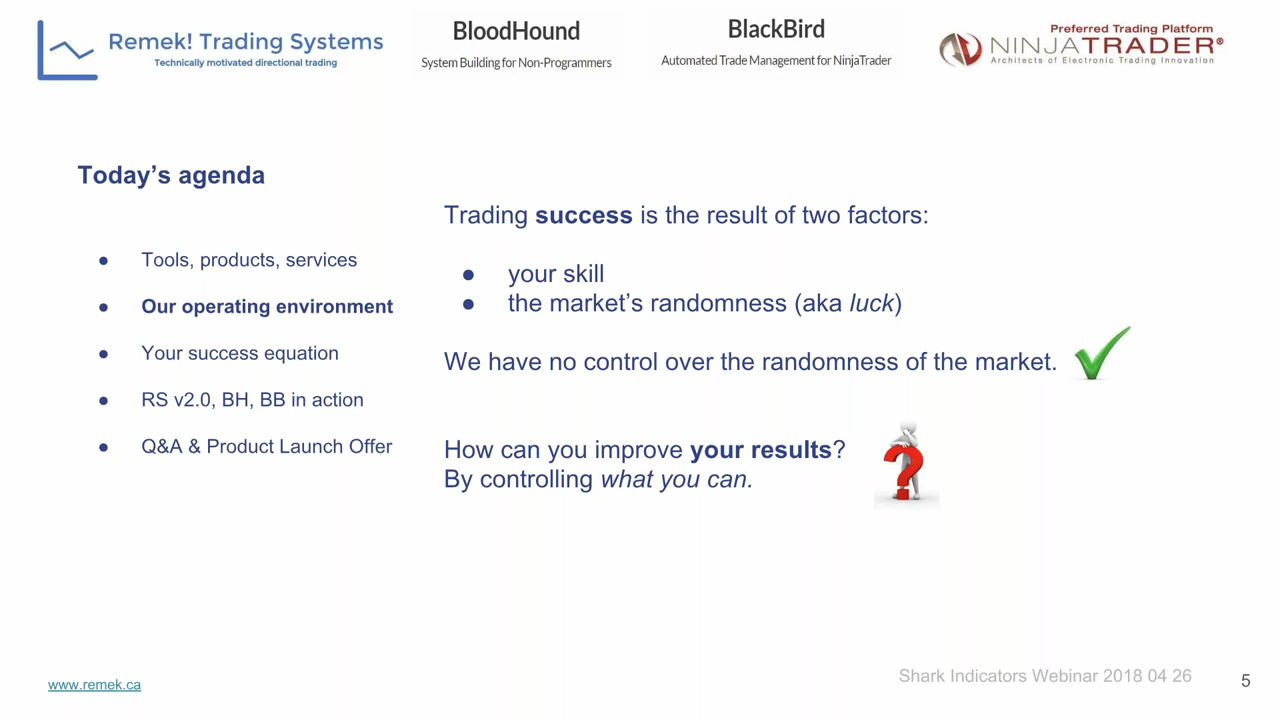 Remek! Trading Systems
Technically motivated directional trading
BloodHound
System Building for Non-Programmers
BlackBird
Automated Trade Management for NinjaTrader
Preferred Trading Platform
NINJATRADER®
Architects of Electronic Trading Innovation
Today’s agenda
● Tools, products, services
● Our operating environment
● Your success equation
● RS v2.0, BH, BB in action
● Q&A & Product Launch Offer
Trading success is the result of two factors:
● your skill
● the market’s randomness (aka luck)
We have no control over the randomness of the market.
How can you improve your results?
By controlling what you can.
www.remek.ca
Shark Indicators Webinar 2018 04 26
5